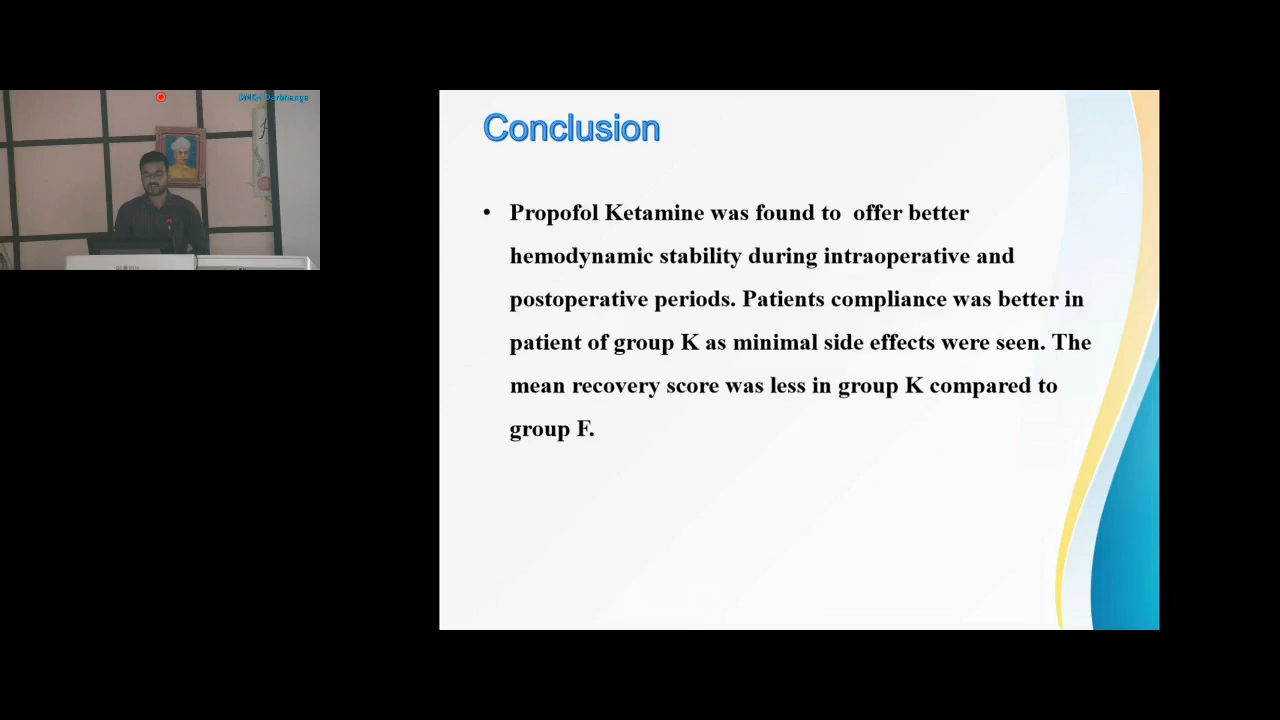 DMCH Darbhanga
Conclusion
• Propofol Ketamine was found to  offer better
hemodynamic stability during intraoperative and
postoperative periods. Patients compliance was better in
patient of group K as minimal side effects were seen. The
mean recovery score was less in group K compared to
group F.